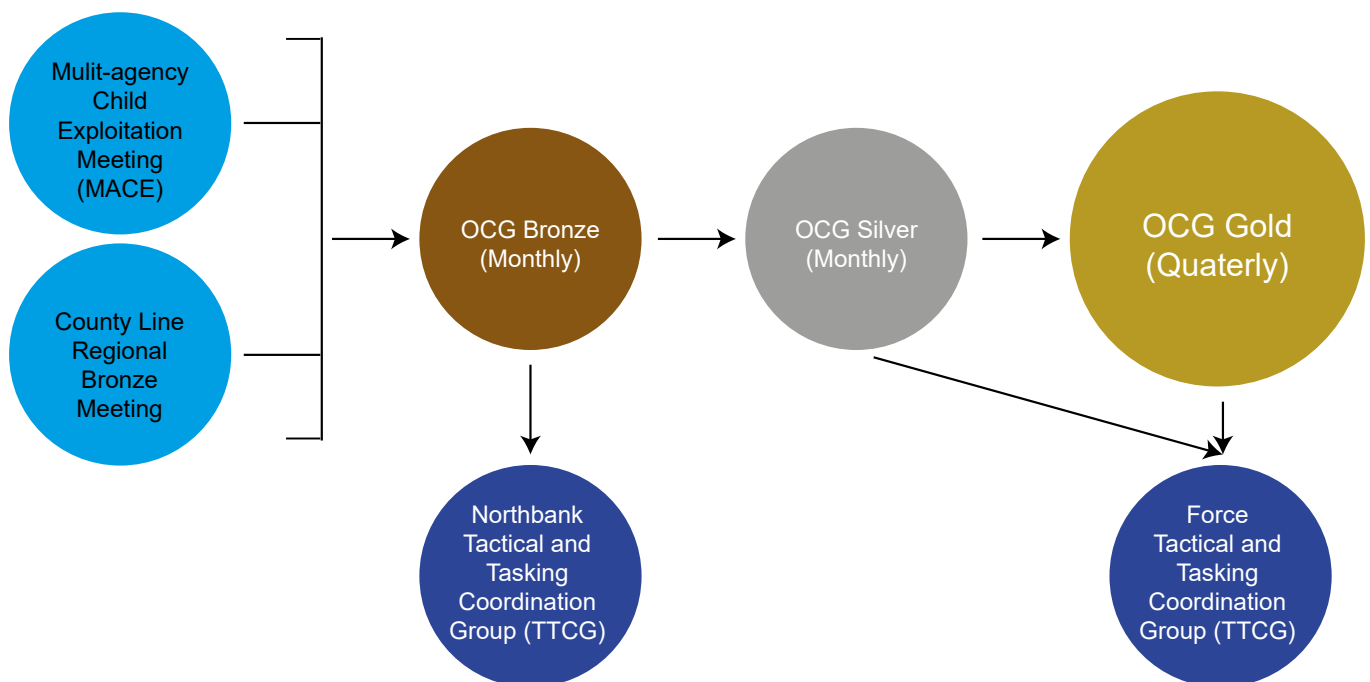 Mulit-agency
Child
Exploitation
Meeting
(MACE)
County Line
Regional
Bronze
Meeting
OCG Bronze
(Monthly)
OCG Silver
(Monthly)
OCG Gold
(Quaterly)
Northbank
Tactical and
Tasking
Coordination
Group (TTCG)
Force
Tactical and
Tasking
Coordination
Group (TTCG)